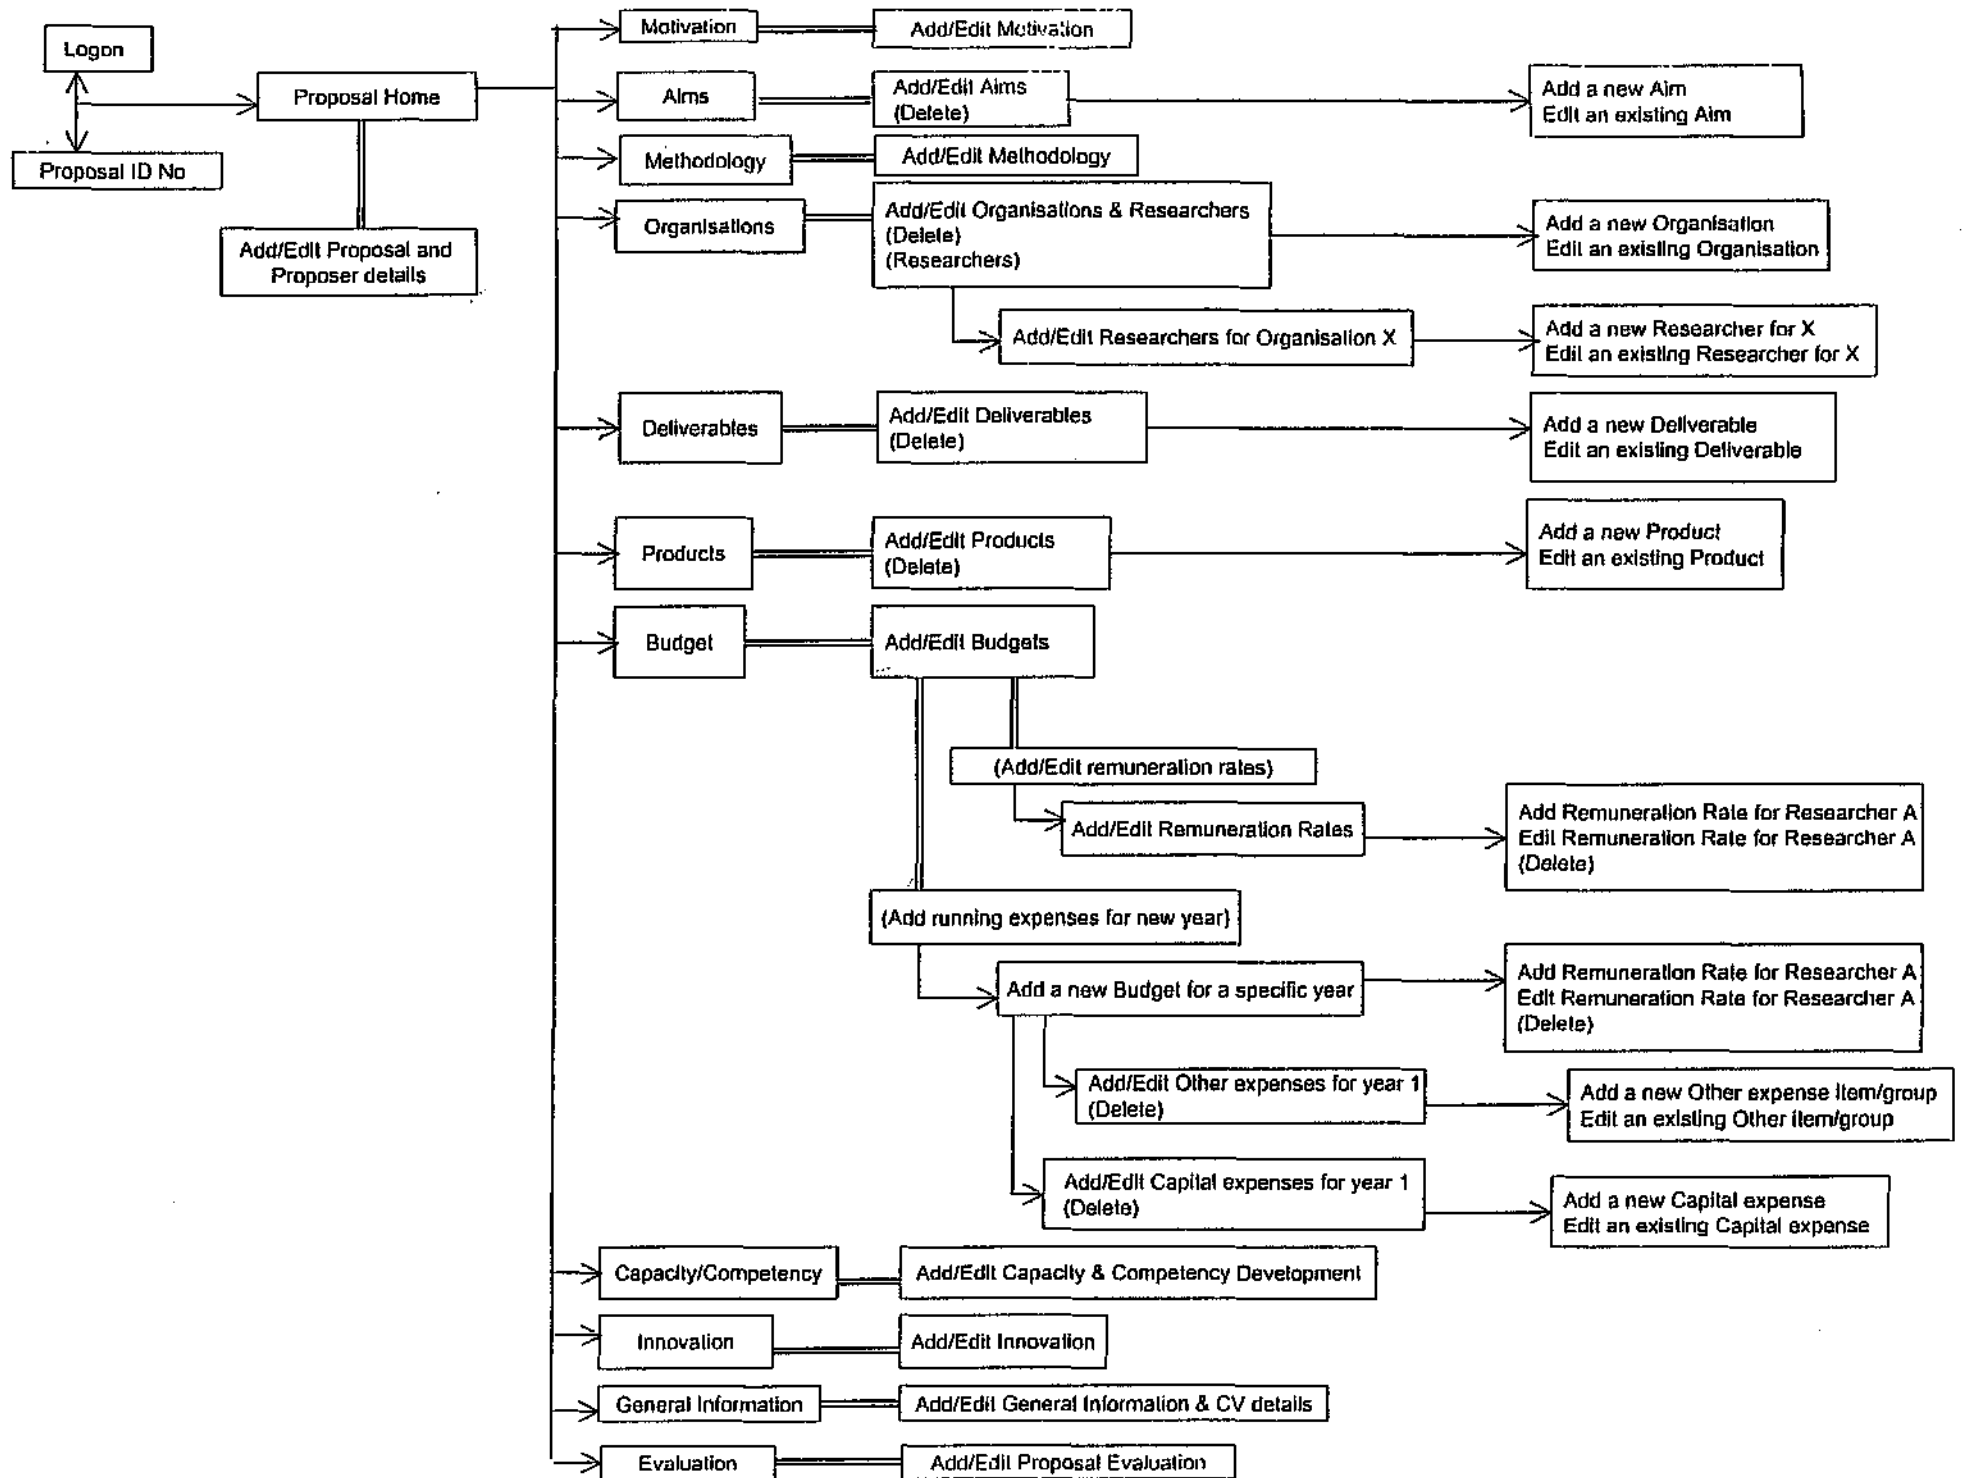 Logon
Proposal Home
Proposal ID No
Add/Edit Proposal and
Proposer details
Motivation
Add/Edit Motivation
Aims
Add/Edit Aims
(Delete)
Add a new Aim
Edit an existing Aim
Methodology
Add/Edit Methodology
Organisations
Add/Edit Organisations & Researchers
(Delete)
(Researchers)
Add a new Organisation
Edit an existing Organisation
Add/Edit Researchers for Organisation X
Add a new Researcher for X
Edit an existing Researcher for X
Deliverables
Add/Edit Deliverables
(Delete)
Add a new Deliverable
Edit an existing Deliverable
Products
Add/Edit Products
(Delete)
Add a new Product
Edit an existing Product
Budget
Add/Edit Budgets
(Add/Edit remuneration rates)
Add/Edit Remuneration Rates
Add Remuneration Rate for Researcher A
Edit Remuneration Rate for Researcher A
(Delete)
(Add running expenses for new year)
Add a new Budget for a specific year
Add Remuneration Rate for Researcher A
Edit Remuneration Rate for Researcher A
(Delete)
Add/Edit Other expenses for year 1
(Delete)
Add a new Other expense item/group
Edit an existing Other item/group
Add/Edit Capital expenses for year 1
(Delete)
Add a new Capital expense
Edit an existing Capital expense
Capacity/Competency
Add/Edit Capacity & Competency Development
Innovation
Add/Edit Innovation
General Information
Add/Edit General Information & CV details
Evaluation
Add/Edit Proposal Evaluation